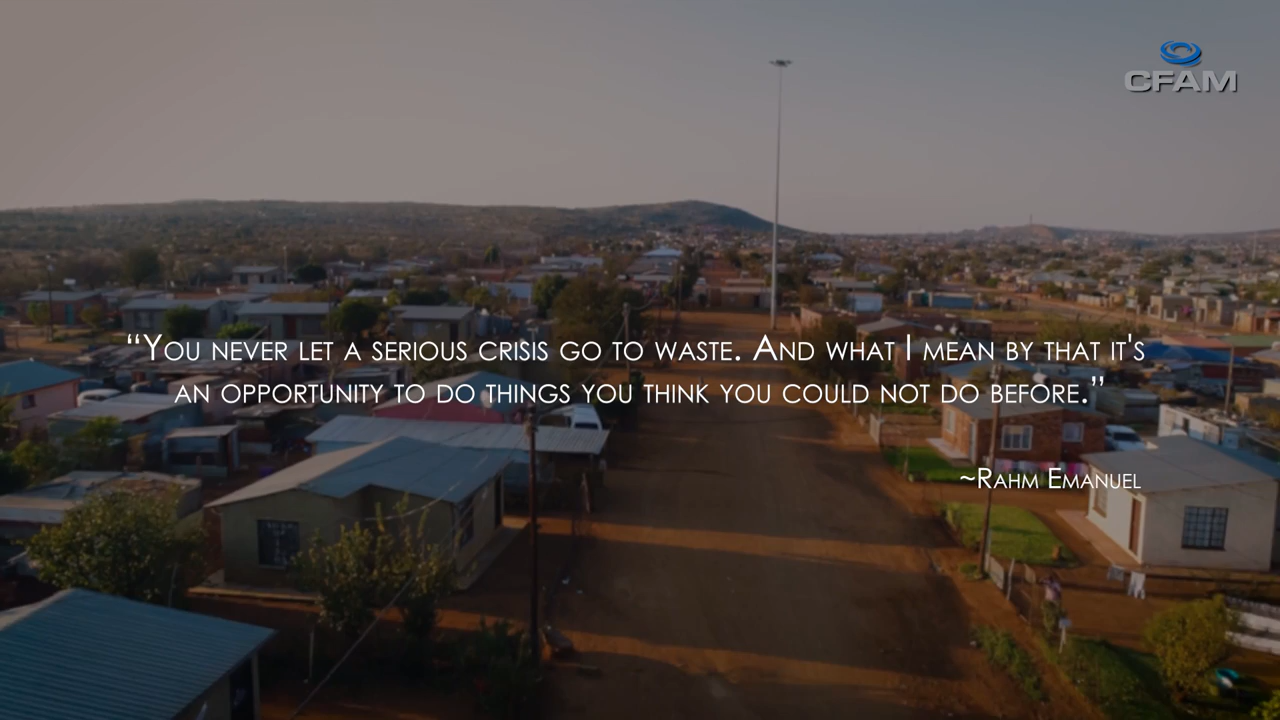 CFAM
“You never let a serious crisis go to waste. And what I mean by that it's
an opportunity to do things you think you could not do before.”
~Rahm Emanuel